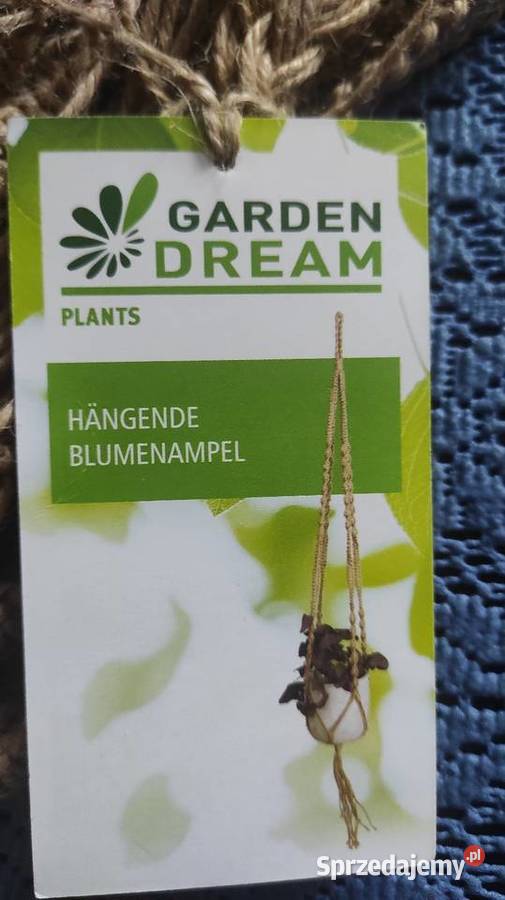 GARDEN
DREAM
PLANTS
HÄNGENDE
BLUMENAMPEL
Sprzedajemy.pl